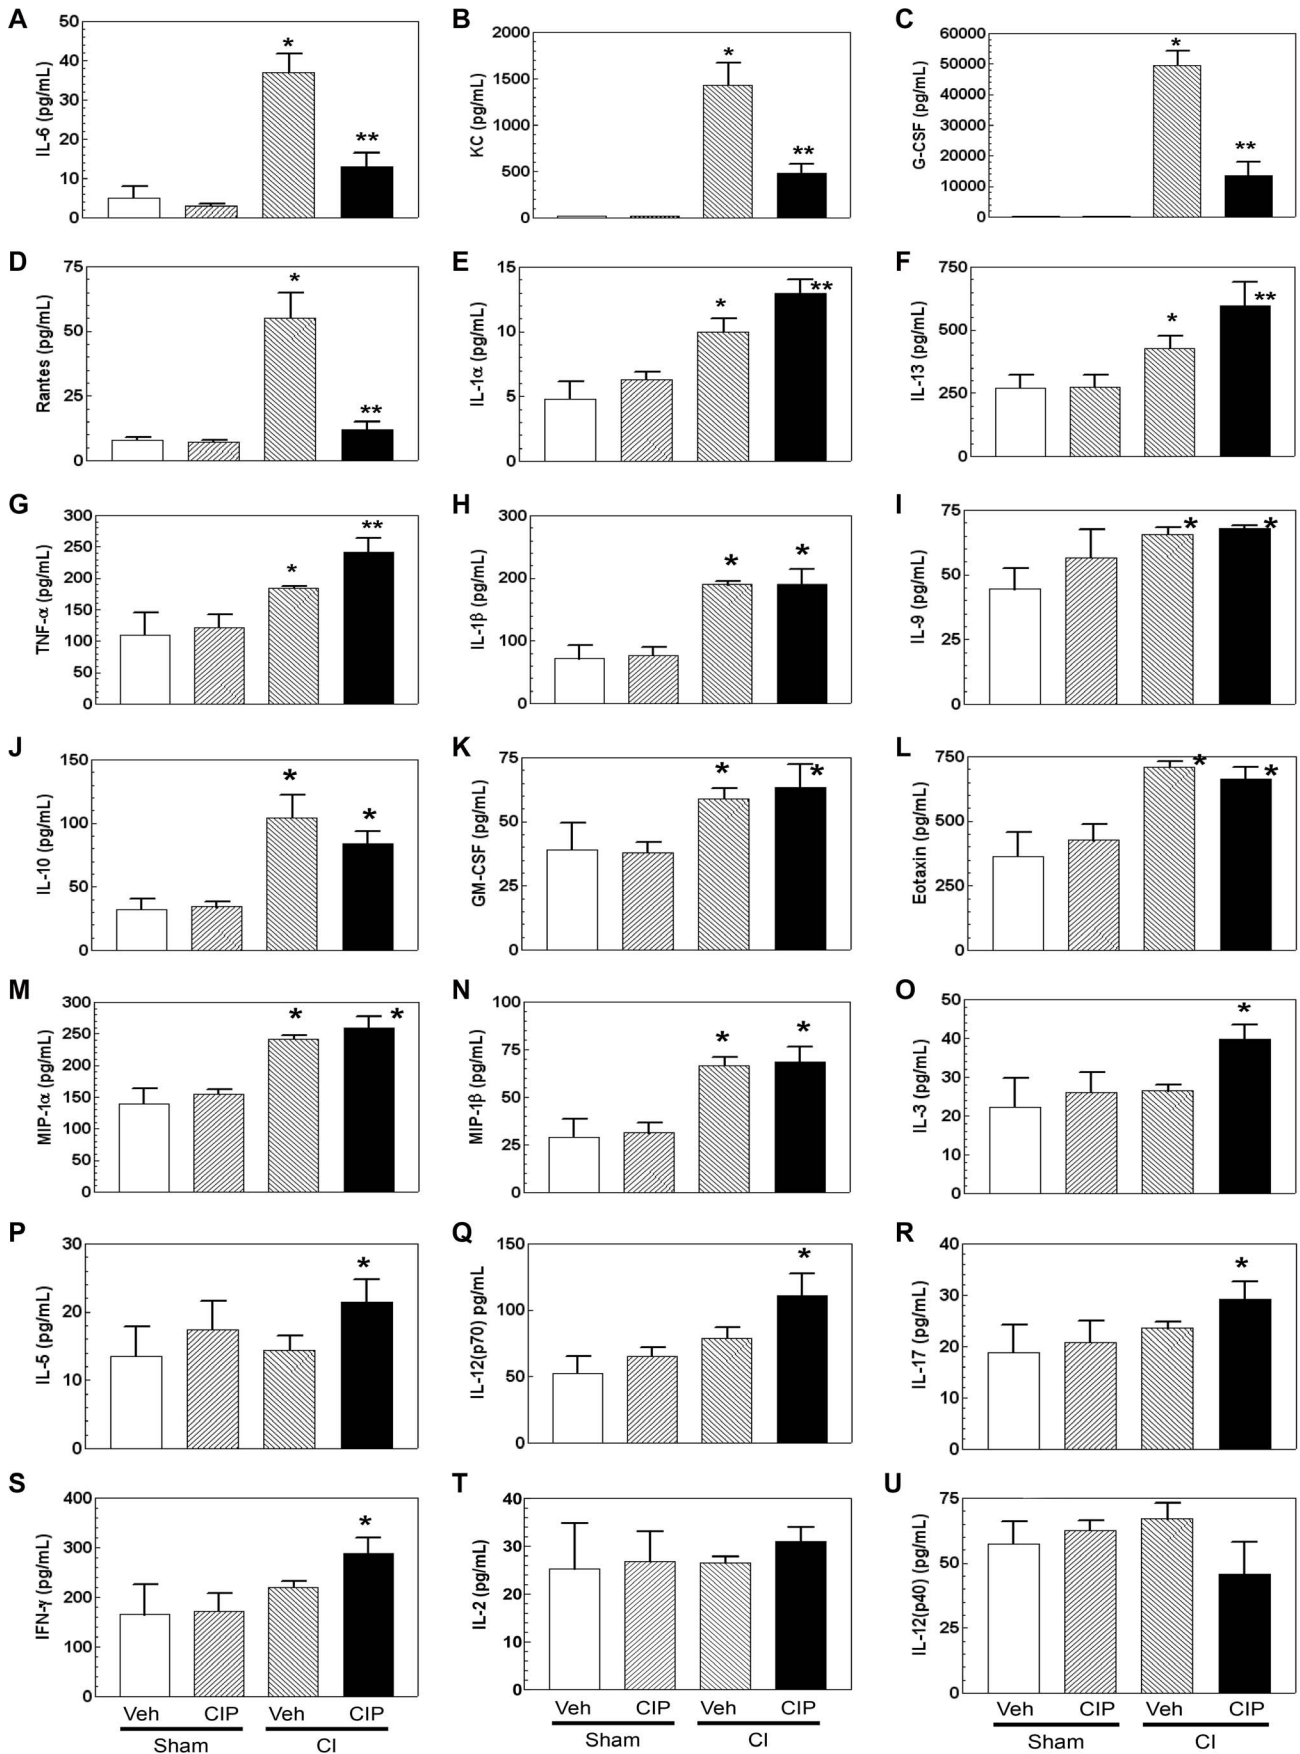 A
50
40
30
20
10
0
IL-6 (pg/mL)
*
**
B
2000
1500
1000
500
0
KC (pg/mL)
*
**
C
60000
50000
40000
30000
20000
10000
0
G-CSF (pg/mL)
*
**
D
75
50
25
0
Rantes (pg/mL)
*
**
E
15
10
5
0
IL-1α (pg/mL)
*
**
F
750
500
250
0
IL-13 (pg/mL)
*
**
G
300
250
200
150
100
50
0
TNF-α (pg/mL)
*
**
H
300
200
100
0
IL-1β (pg/mL)
*
*
I
75
50
25
0
IL-9 (pg/mL)
*
*
J
150
100
50
0
IL-10 (pg/mL)
*
*
K
75
50
25
0
GM-CSF (pg/mL)
*
*
L
750
500
250
0
Eotaxin (pg/mL)
*
*
M
300
250
200
150
100
50
0
MIP-1α (pg/mL)
*
*
N
100
75
50
25
0
MIP-1β (pg/mL)
*
*
O
50
40
30
20
10
0
IL-3 (pg/mL)
*
P
30
20
10
0
IL-5 (pg/mL)
*
Q
150
100
50
0
IL-12(p70) pg/mL
*
R
40
30
20
10
0
IL-17 (pg/mL)
*
S
400
300
200
100
0
IFN-γ (pg/mL)
*
Veh CIP Veh CIP
Sham CI
T
40
30
20
10
0
IL-2 (pg/mL)
Veh CIP Veh CIP
Sham CI
U
75
50
25
0
IL-12(p40) (pg/mL)
Veh CIP Veh CIP
Sham CI